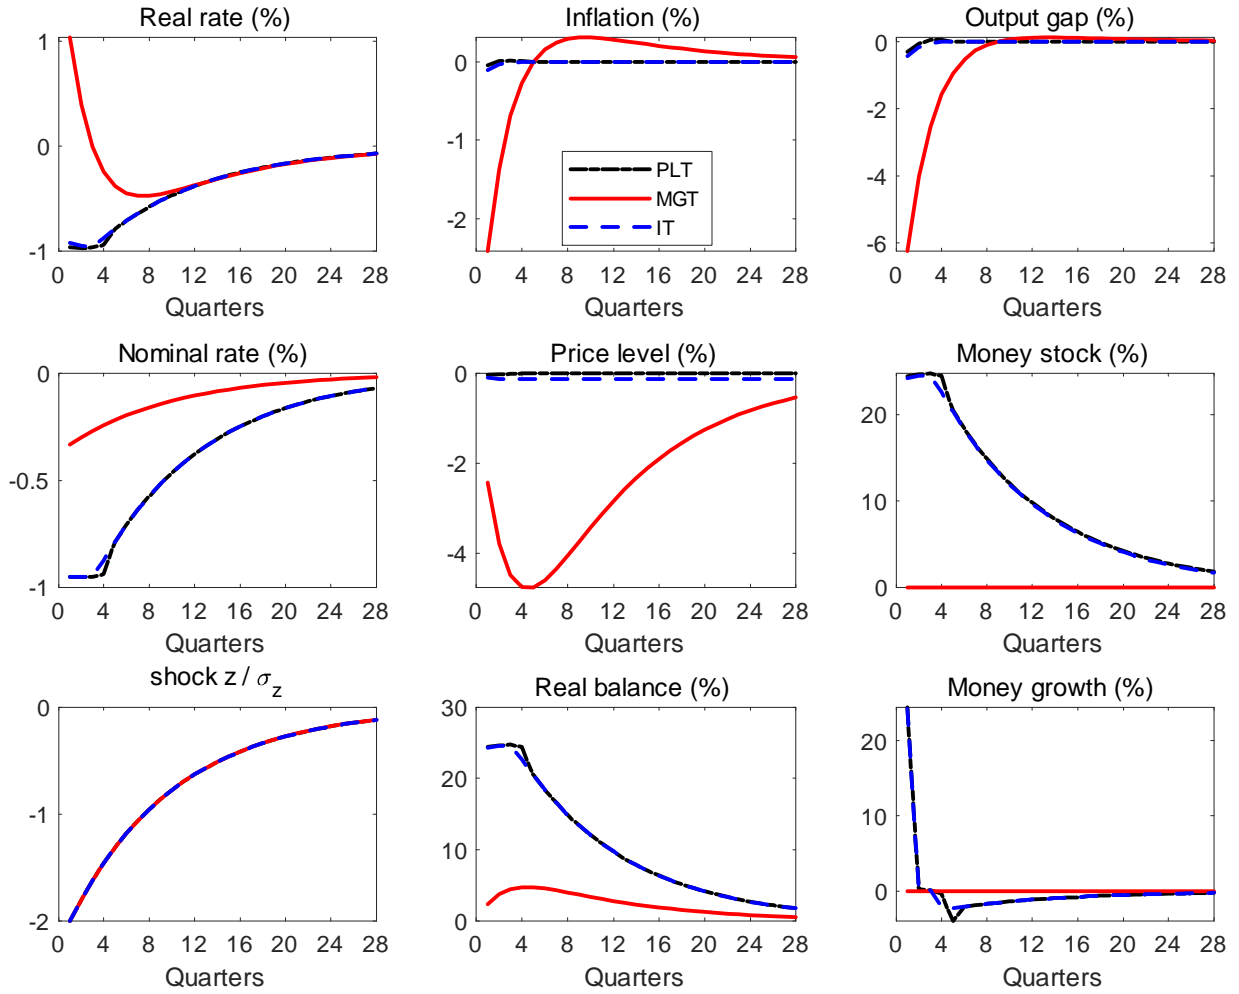 Real rate (%)
Inflation (%)
Output gap (%)
1
0
-1
0 4 8 12 16 20 24 28
Quarters
0
-1
-2
PLT
MGT
IT
0 4 8 12 16 20 24 28
Quarters
0
-2
-4
-6
0 4 8 12 16 20 24 28
Quarters
Nominal rate (%)
Price level (%)
Money stock (%)
0
-0.5
-1
0 4 8 12 16 20 24 28
Quarters
0
-2
-4
0 4 8 12 16 20 24 28
Quarters
20
10
0
0 4 8 12 16 20 24 28
Quarters
shock z / σ_z
Real balance (%)
Money growth (%)
0
-1
-2
0 4 8 12 16 20 24 28
Quarters
30
20
10
0
0 4 8 12 16 20 24 28
Quarters
20
10
0
0 4 8 12 16 20 24 28
Quarters